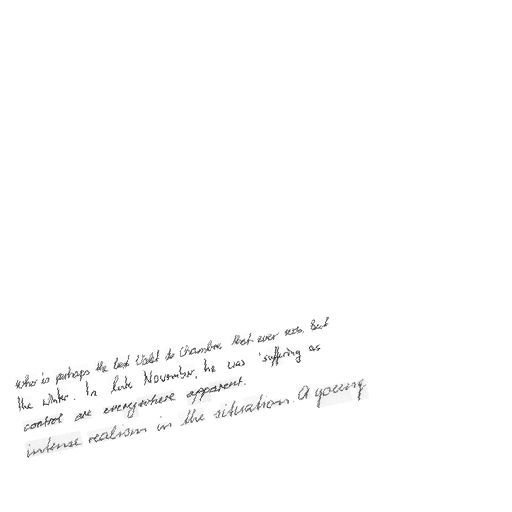 who is perhaps the best Valet de Chambre that ever was. But
the winter. In late November, he was 'suffering as
control are everywhere apparent.
intense realism in the situation. A young